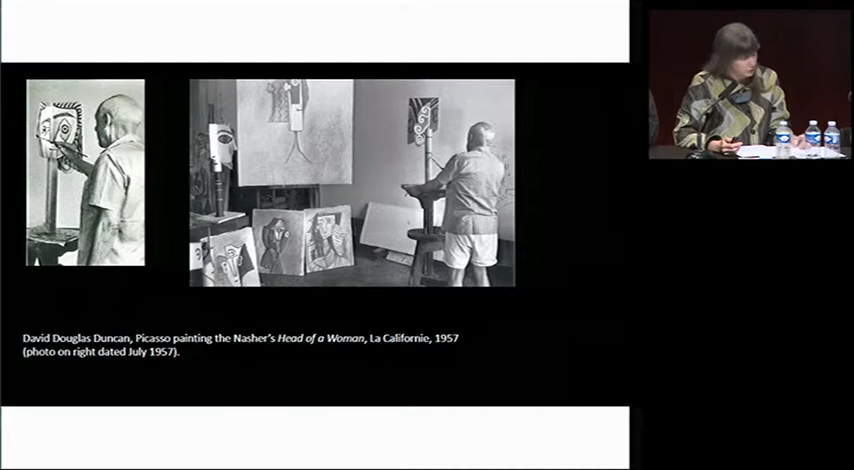 David Douglas Duncan, Picasso painting the Nasher's Head of a Woman, La Californie, 1957
(photo on right dated July 1957).